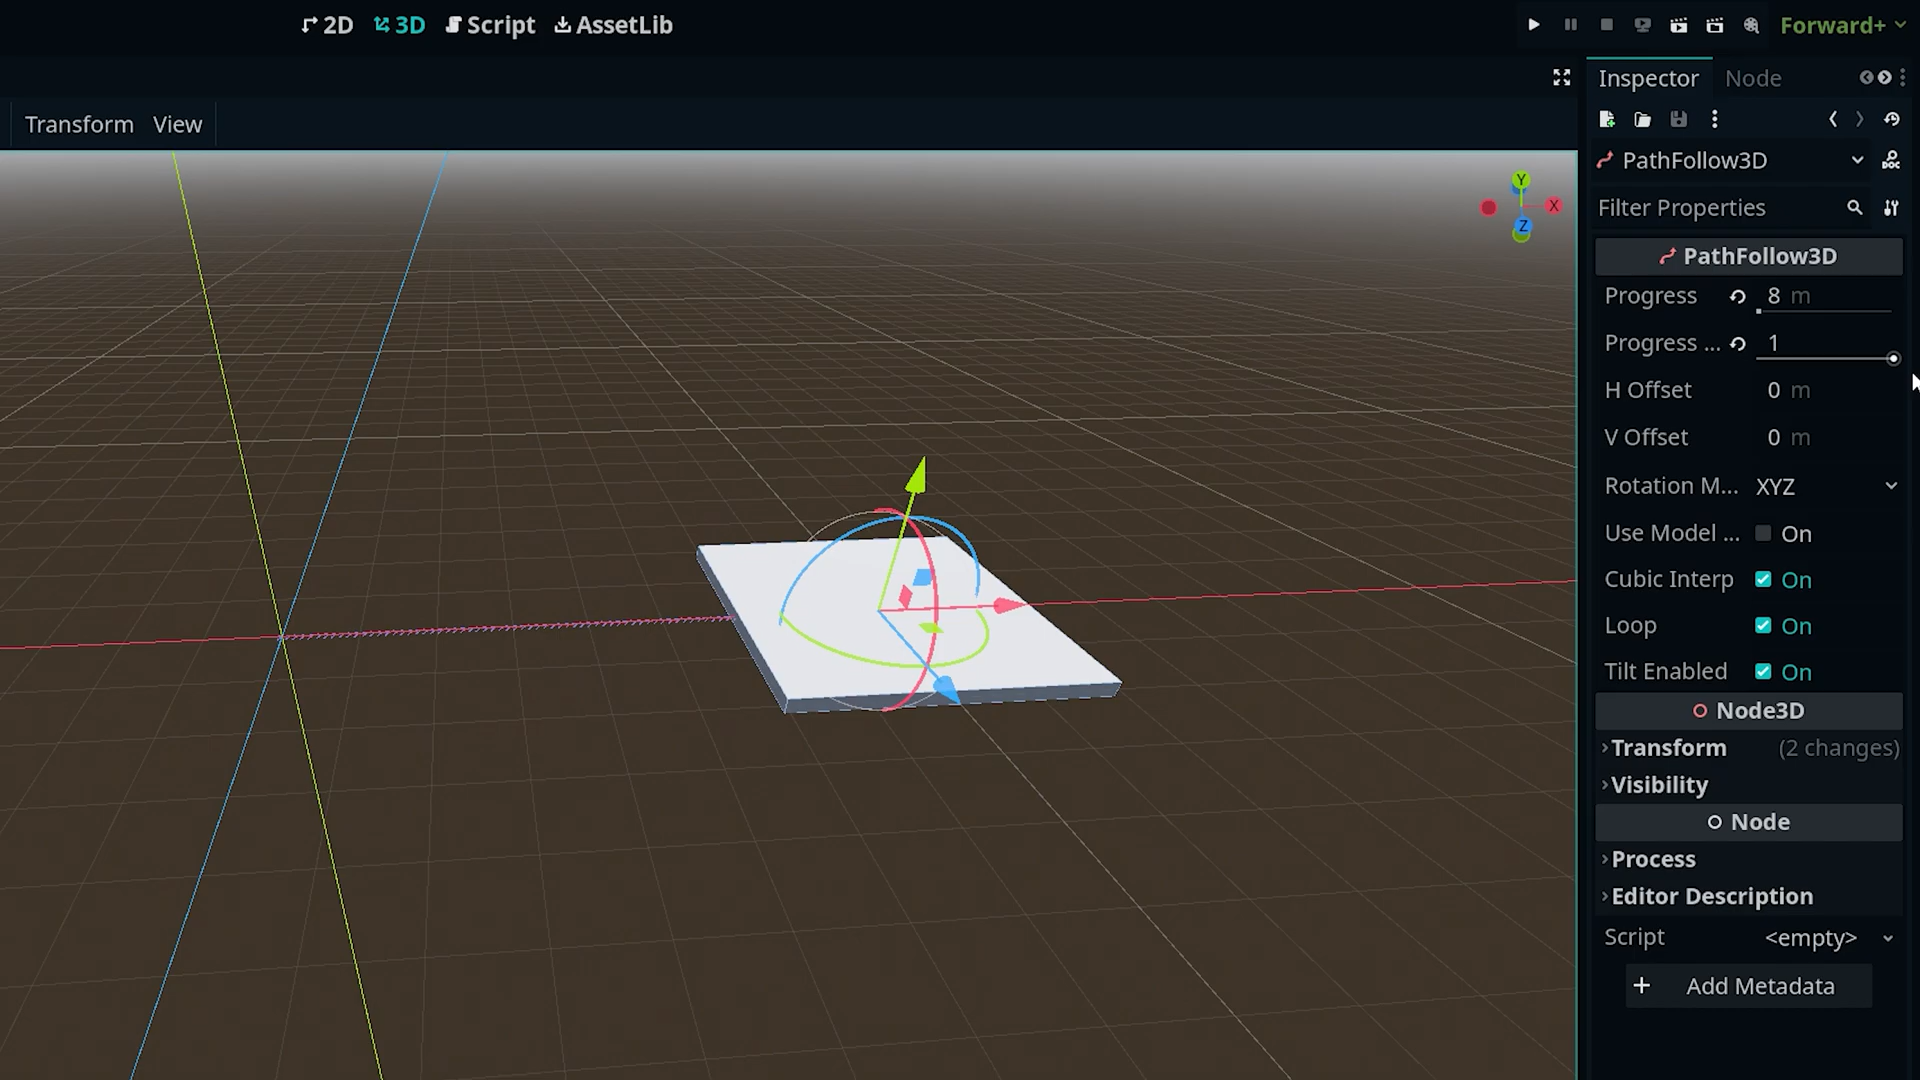 2D 3D Script AssetLib Forward+
Inspector Node
Transform View
PathFollow3D
Filter Properties
Y
X
Z
PathFollow3D
Progress 8 m
Progress ... 1
H Offset 0 m
V Offset 0 m
Rotation M... XYZ
Use Model ... On
Cubic Interp On
Loop On
Tilt Enabled On
Node3D
Transform (2 changes)
Visibility
Node
Process
Editor Description
Script <empty>
+ Add Metadata